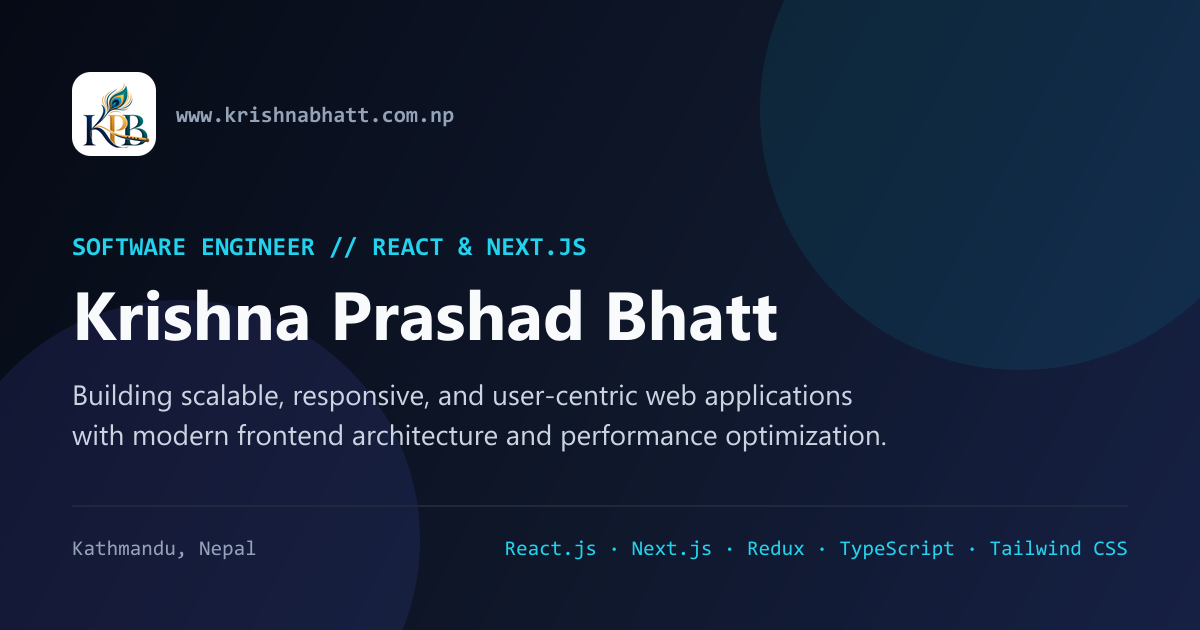 KPB
www.krishnabhatt.com.np
SOFTWARE ENGINEER // REACT & NEXT.JS
Krishna Prashad Bhatt
Building scalable, responsive, and user-centric web applications
with modern frontend architecture and performance optimization.
Kathmandu, Nepal
React.js · Next.js · Redux · TypeScript · Tailwind CSS